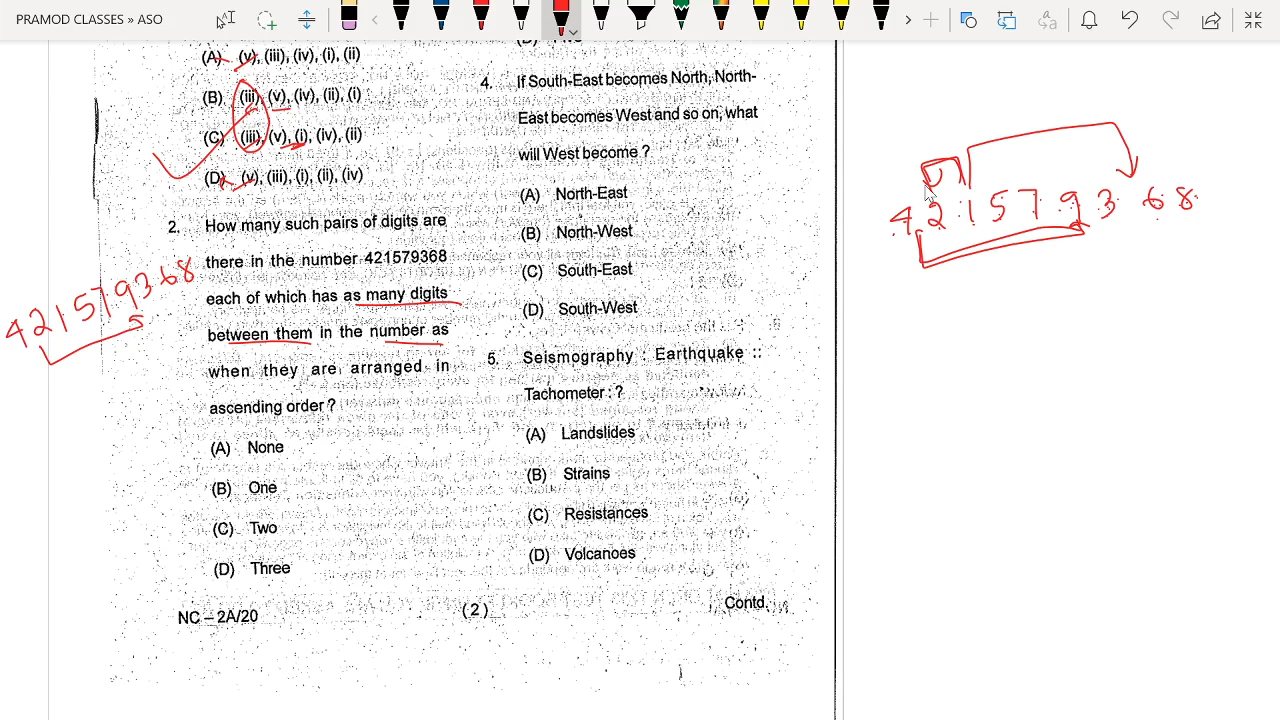 PRAMOD CLASSES » ASO
(A) (v), (iii), (iv), (i), (ii)
(B) (iii), (v), (iv), (ii), (i)
(C) (iii), (v), (i), (iv), (ii)
(D) (v), (iii), (i), (ii), (iv)
2. How many such pairs of digits are
there in the number 421579368
each of which has as many digits
between them in the number as
when they are arranged in
ascending order ?
(A) None
(B) One
(C) Two
(D) Three
NC – 2A/20
421579368
4. If South-East becomes North, North-
East becomes West and so on, what
will West become ?
(A) North-East
(B) North-West
(C) South-East
(D) South-West
5. Seismography : Earthquake ::
Tachometer : ?
(A) Landslides
(B) Strains
(C) Resistances
(D) Volcanoes
(2)
Contd.
421579368